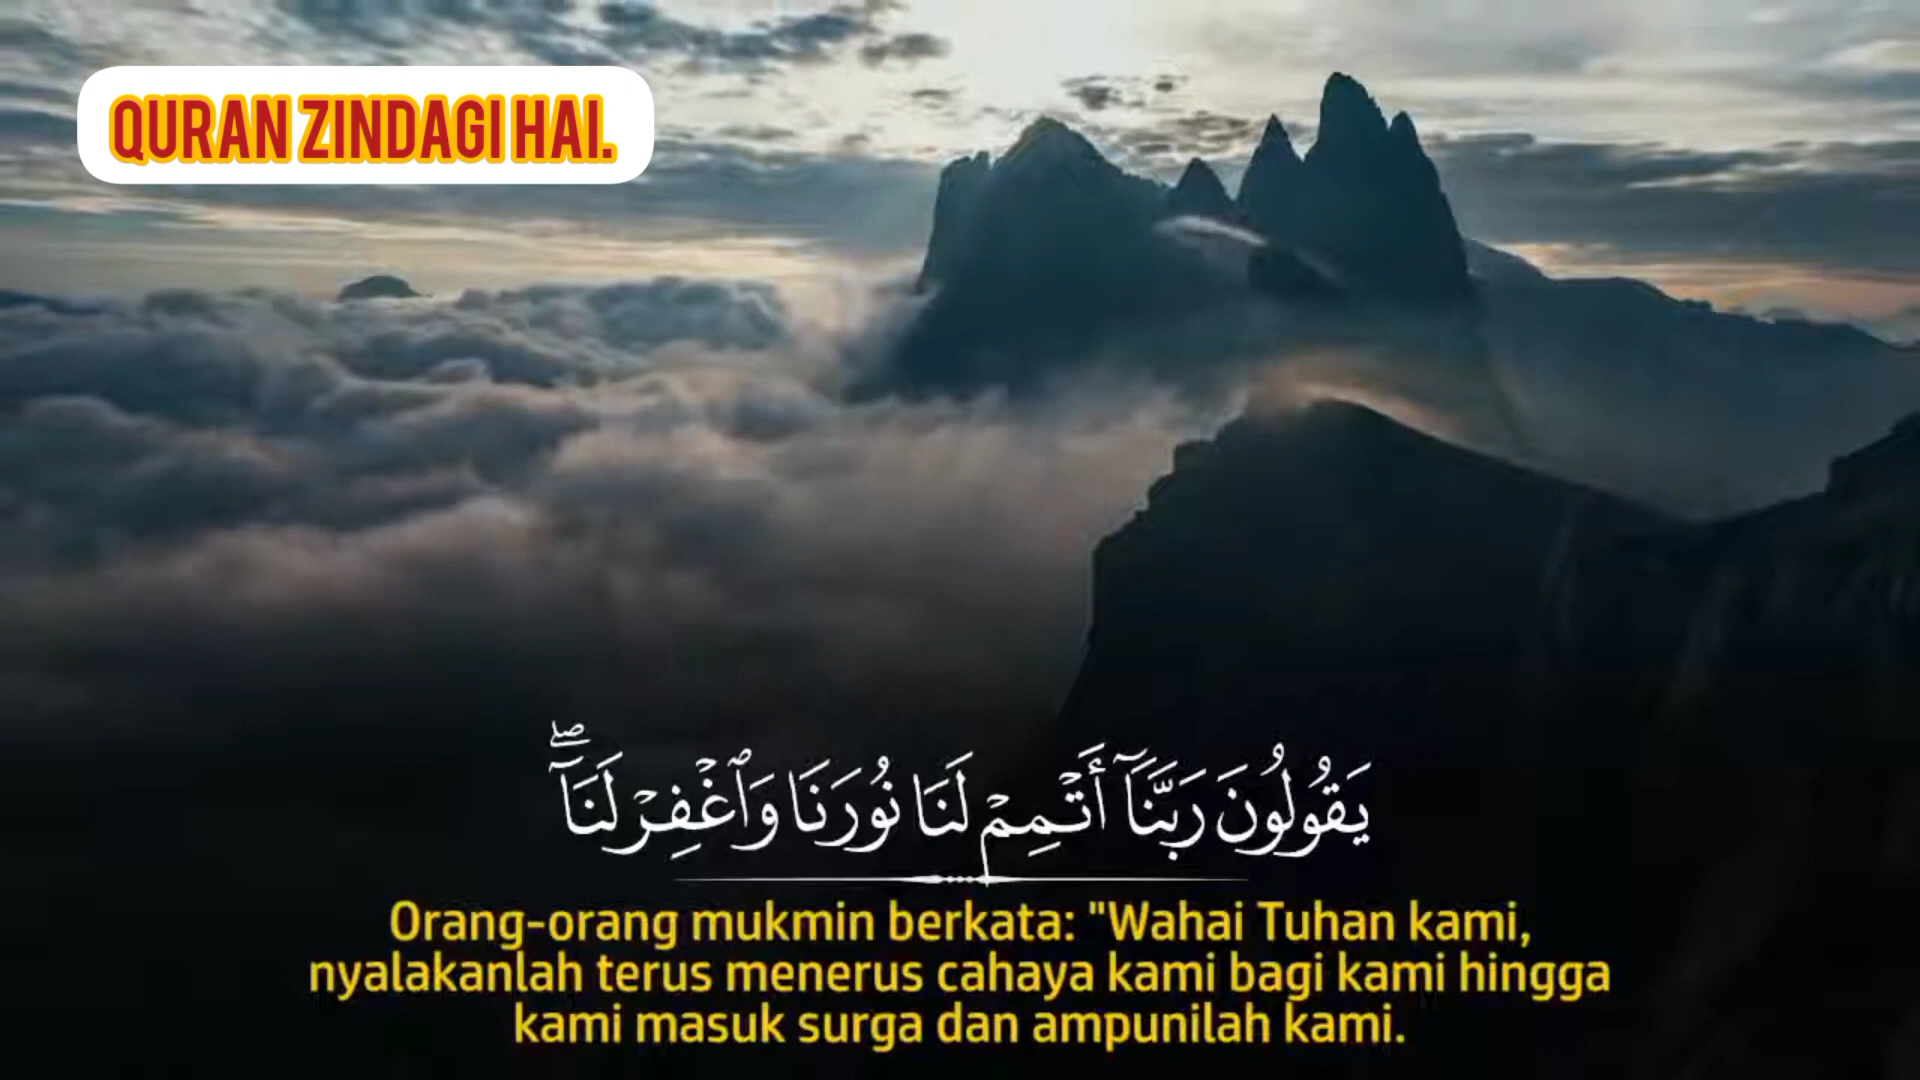 QURAN ZINDAGI HAI.
يَقُولُونَ رَبَّنَآ أَتۡمِمۡ لَنَا نُورَنَا وَٱغۡفِرۡ لَنَآۖ
Orang-orang mukmin berkata: "Wahai Tuhan kami,
nyalakanlah terus menerus cahaya kami bagi kami hingga
kami masuk surga dan ampunilah kami.